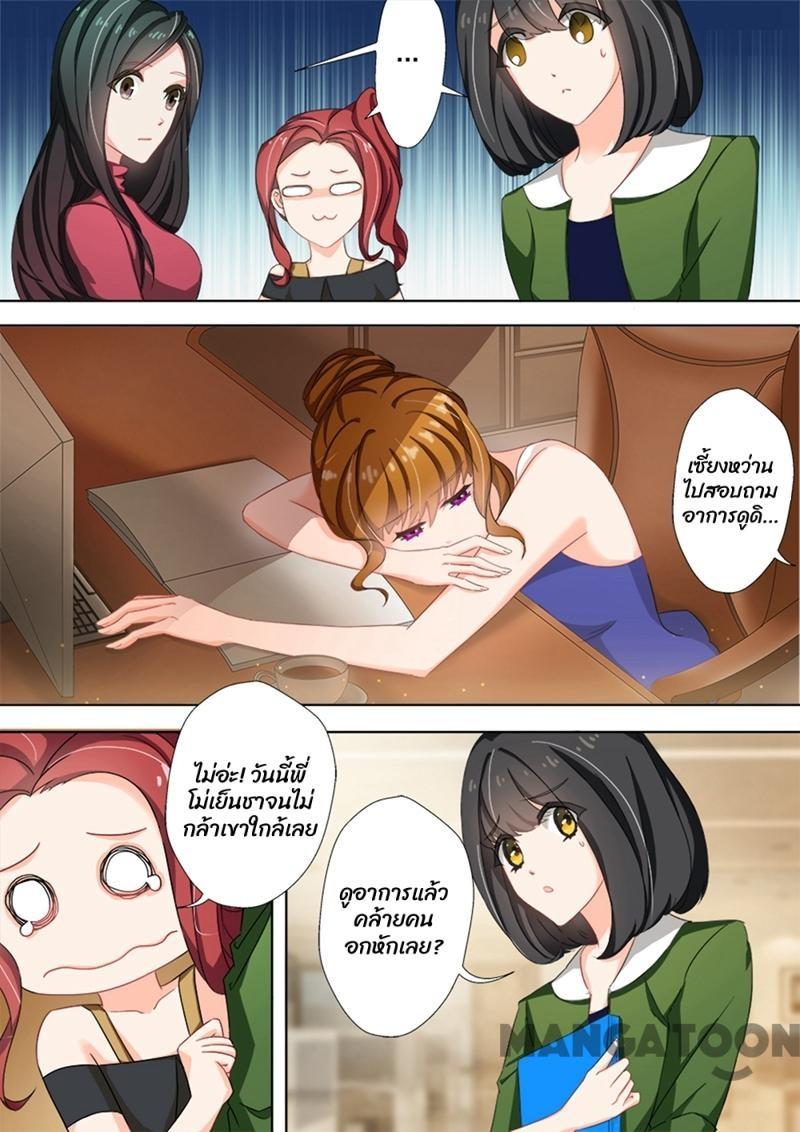 ...
เซี้ยงหว่าน
ไปสอบถาม
อาการดูดิ...
ไม่อ่ะ! วันนี้พี่
โม่เย็นชาจนไม่
กล้าเขาใกล้เลย
ดูอาการแล้ว
คล้ายคน
อกหักเลย?
MANGATOON